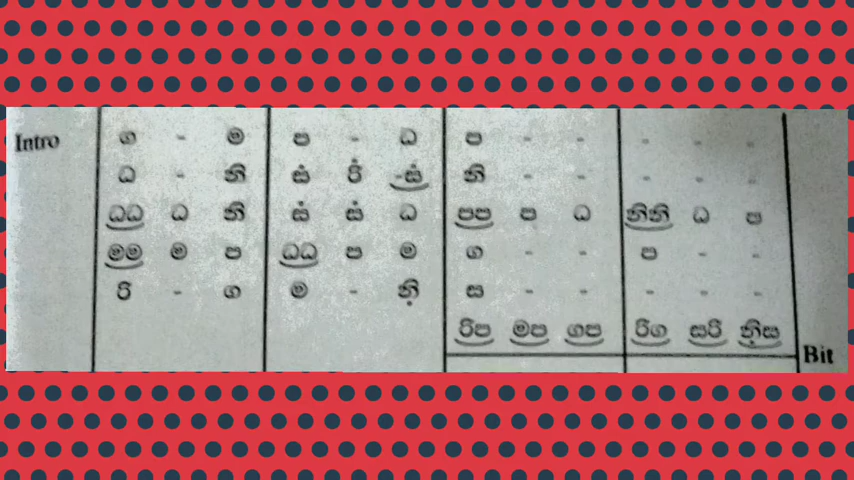 Intro ග - ම ප - ධ ප - - - - -
ධ - නි සං රිං -සං නි - - - - -
ධධ ධ නි සං සං ධ පප ප ධ නිනි ධ ප
මම ම ප ධධ ප ම ග - - ප - -
රි - ග ම - නි̣ ස - - - - -
රිප මප ගප රිග සරි නි̣ස
Bit